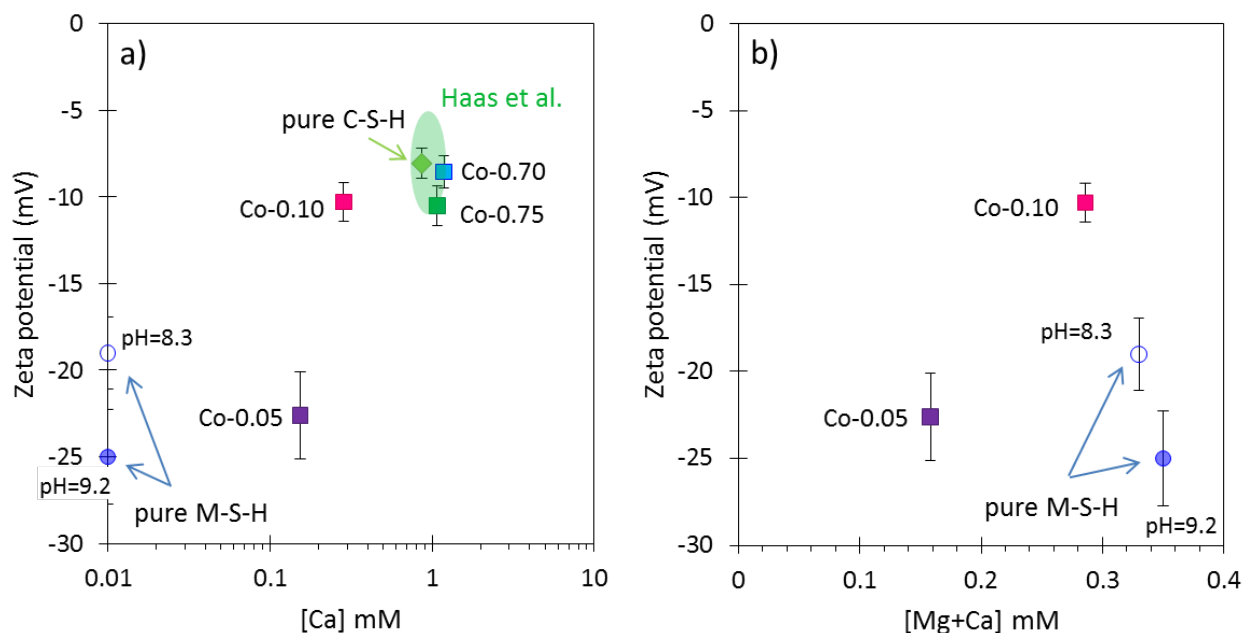 a)
Zeta potential (mV)
0
-5
-10
-15
-20
-25
-30
Haas et al.
pure C-S-H
Co-0.70
Co-0.10
Co-0.75
pH=8.3
Co-0.05
pH=9.2
pure M-S-H
0.01
0.1
1
10
[Ca] mM
b)
Zeta potential (mV)
0
-5
-10
-15
-20
-25
-30
Co-0.10
pH=8.3
Co-0.05
pure M-S-H
pH=9.2
0
0.1
0.2
0.3
0.4
[Mg+Ca] mM